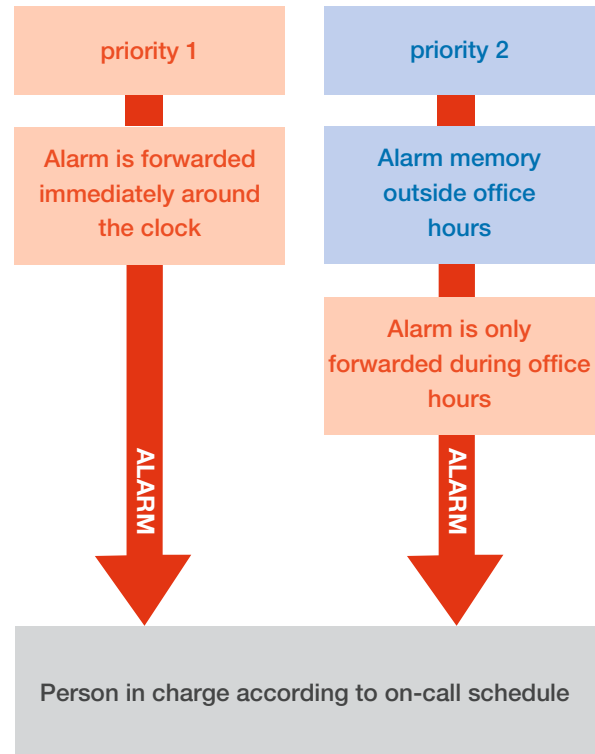 priority 1
Alarm is forwarded
immediately around
the clock
ALARM
priority 2
Alarm memory
outside office
hours
Alarm is only
forwarded during office
hours
ALARM
Person in charge according to on-call schedule